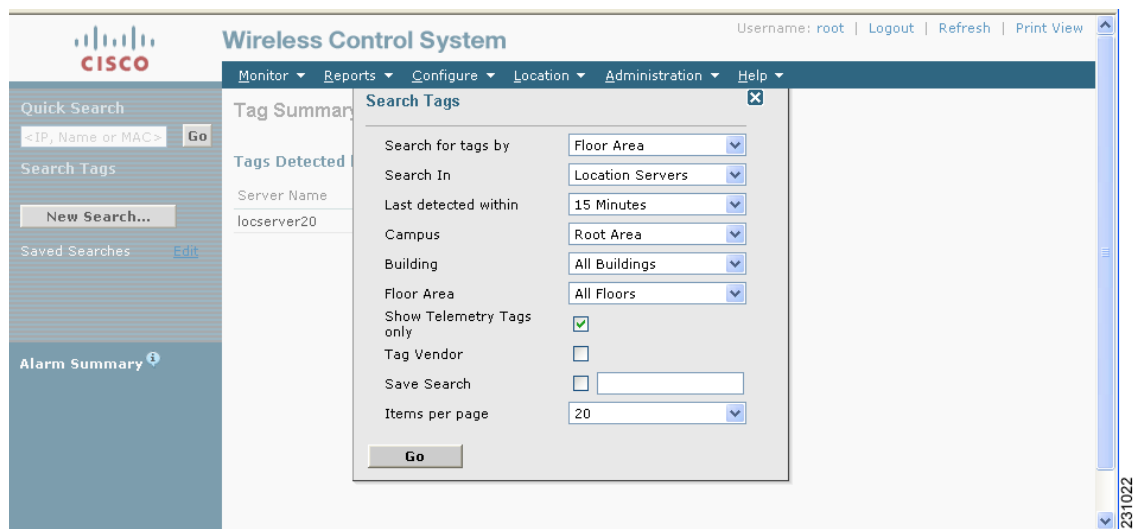 Username: root | Logout | Refresh | Print View
CISCO
Wireless Control System
Monitor Reports Configure Location Administration Help
Quick Search
<IP, Name or MAC> Go
Search Tags
New Search...
Saved Searches Edit
Alarm Summary
Tag Summary
Tags Detected
Server Name
locserver20
Search Tags
Search for tags by Floor Area
Search In Location Servers
Last detected within 15 Minutes
Campus Root Area
Building All Buildings
Floor Area All Floors
Show Telemetry Tags
only
Tag Vendor
Save Search
Items per page 20
Go
231022